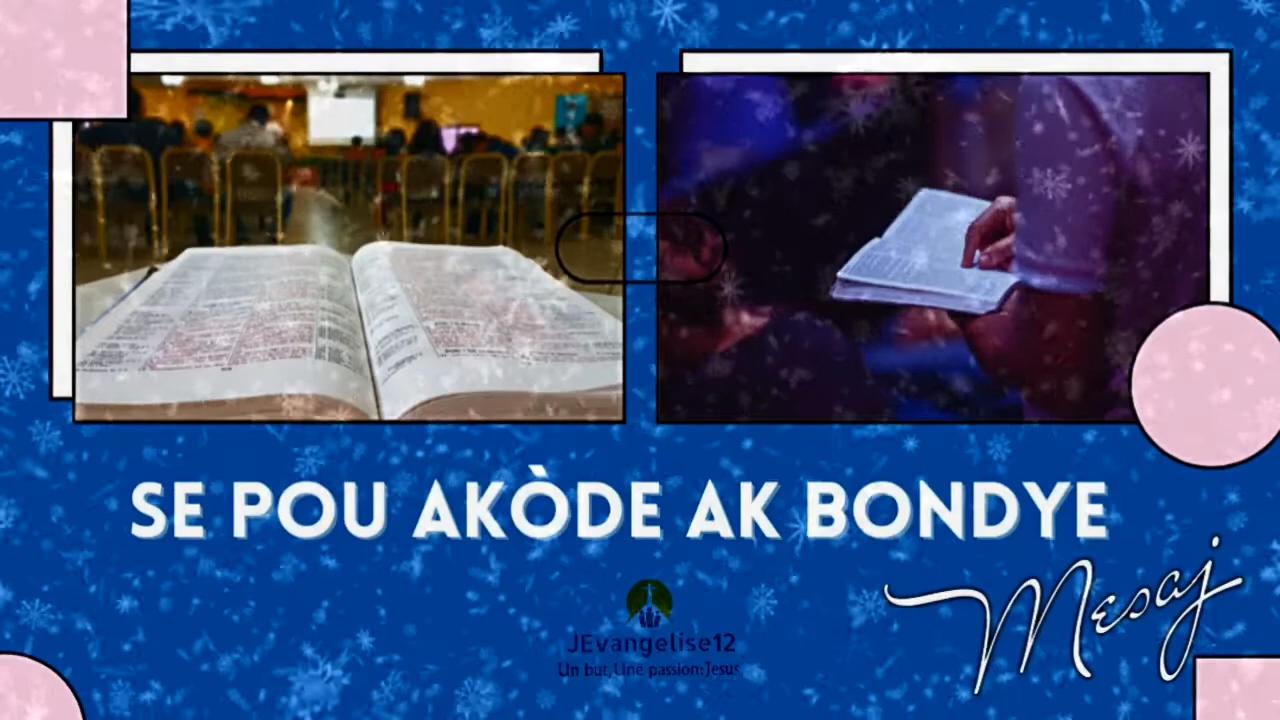 SE POU AKÒDE AK BONDYE
Mesaj
JEvangelise12
Un but,Une passion:Jesus